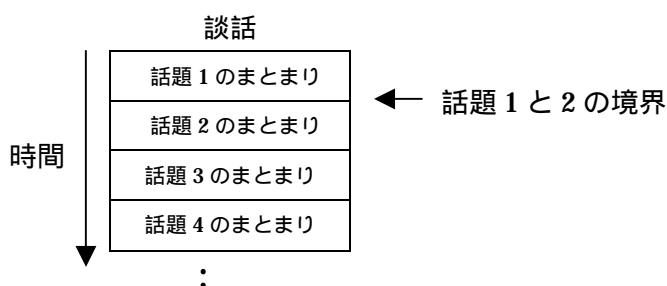 談話
話題 1 のまとまり
話題 1 と 2 の境界
話題 2 のまとまり
時間
話題 3 のまとまり
話題 4 のまとまり
: